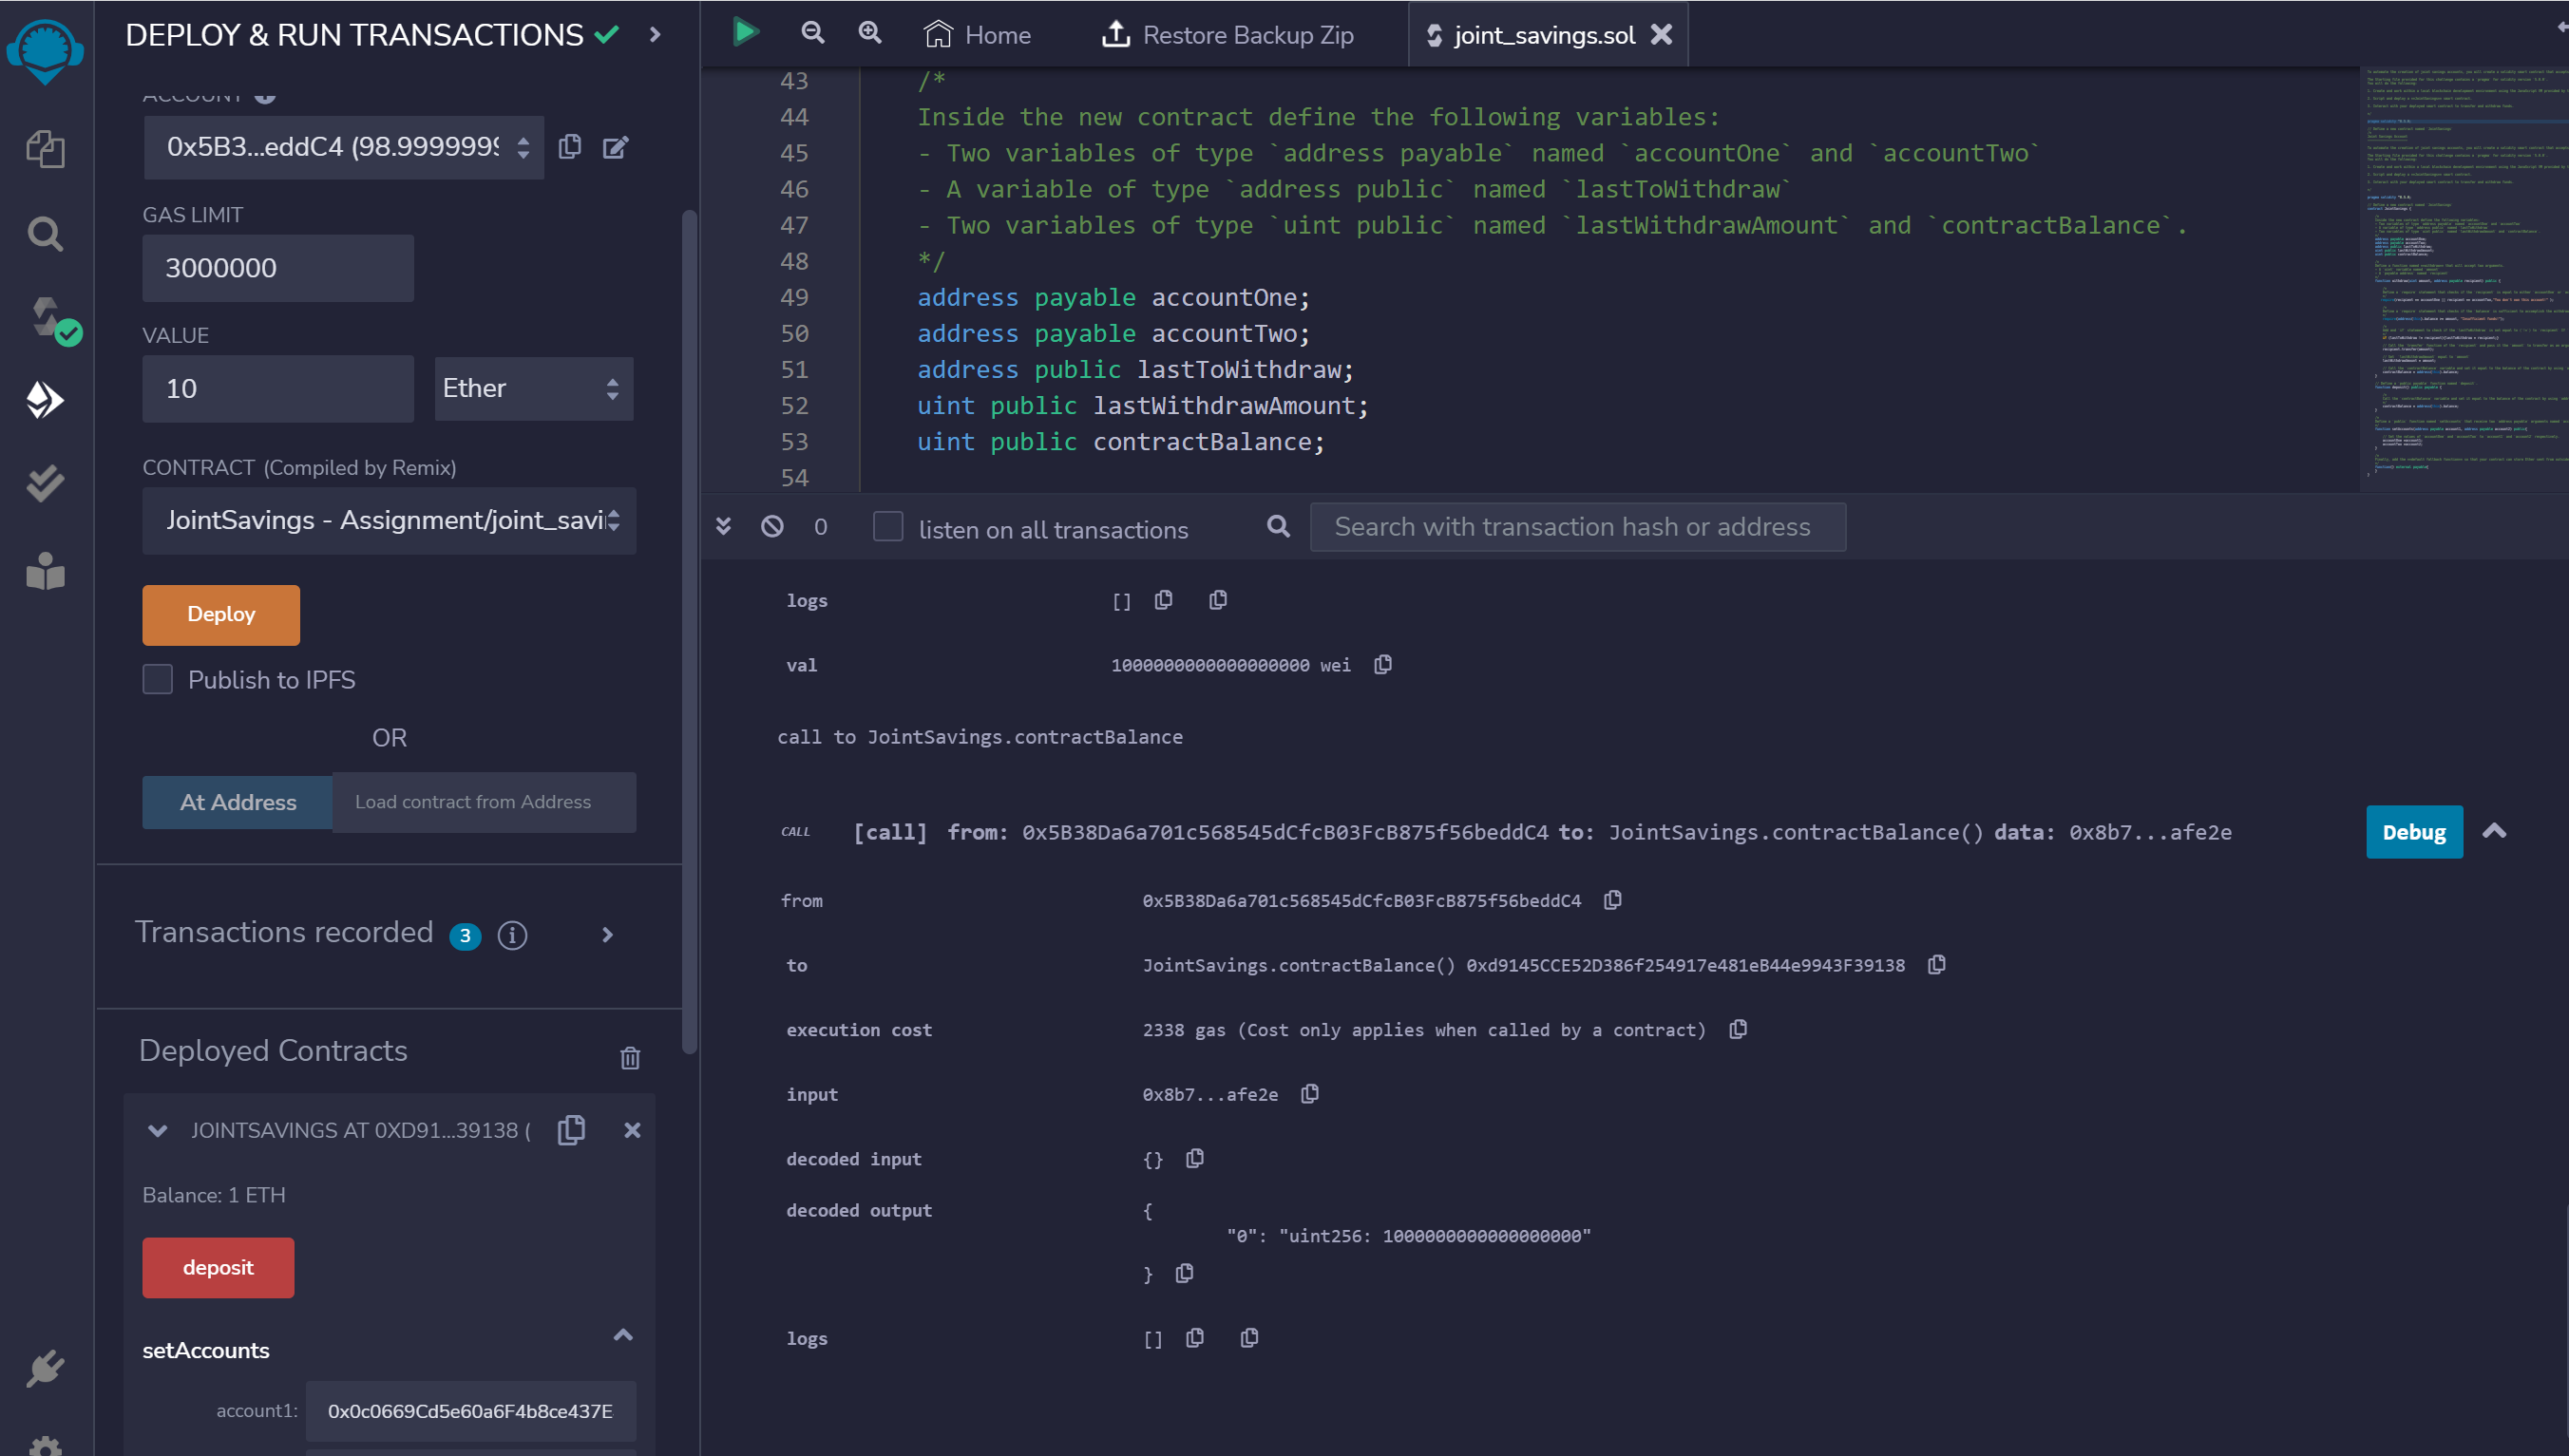 DEPLOY & RUN TRANSACTIONS
ACCOUNT
0x5B3...eddC4 (98.9999999
GAS LIMIT
3000000
VALUE
10
Ether
CONTRACT (Compiled by Remix)
JointSavings - Assignment/joint_savi
Deploy
Publish to IPFS
OR
At Address
Load contract from Address
Transactions recorded 3
Deployed Contracts
JOINTSAVINGS AT 0XD91...39138 (
Balance: 1 ETH
deposit
setAccounts
account1:
0x0c0669Cd5e60a6F4b8ce437E
Home
Restore Backup Zip
joint_savings.sol
43 /*
44 Inside the new contract define the following variables:
45 - Two variables of type `address payable` named `accountOne` and `accountTwo`
46 - A variable of type `address public` named `lastToWithdraw`
47 - Two variables of type `uint public` named `lastWithdrawAmount` and `contractBalance`.
48 */
49 address payable accountOne;
50 address payable accountTwo;
51 address public lastToWithdraw;
52 uint public lastWithdrawAmount;
53 uint public contractBalance;
54
0
listen on all transactions
Search with transaction hash or address
logs []
val 1000000000000000000 wei
call to JointSavings.contractBalance
CALL [call] from: 0x5B38Da6a701c568545dCfcB03FcB875f56beddC4 to: JointSavings.contractBalance() data: 0x8b7...afe2e
Debug
from 0x5B38Da6a701c568545dCfcB03FcB875f56beddC4
to JointSavings.contractBalance() 0xd9145CCE52D386f254917e481eB44e9943F39138
execution cost 2338 gas (Cost only applies when called by a contract)
input 0x8b7...afe2e
decoded input {}
decoded output {
"0": "uint256: 1000000000000000000"
}
logs []